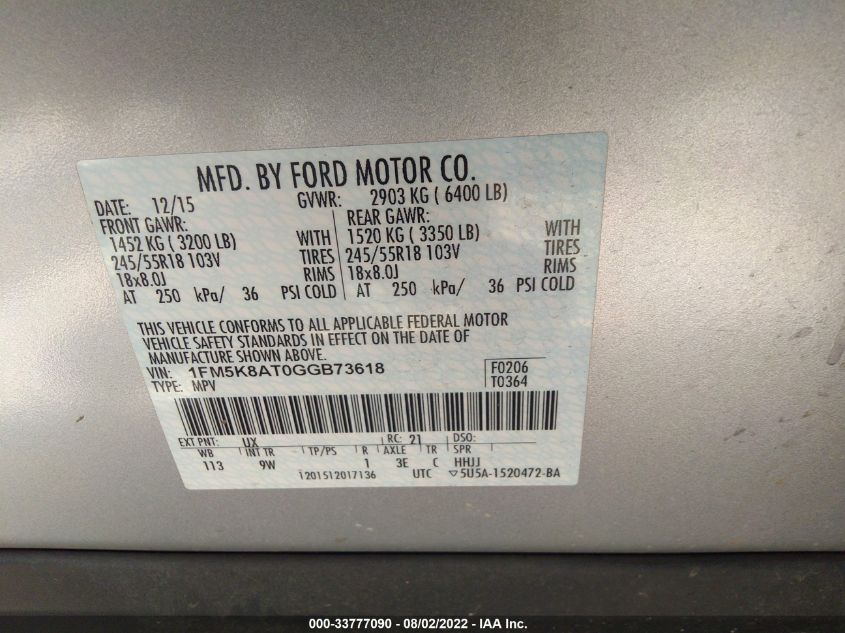 MFD. BY FORD MOTOR CO.
DATE: 12/15 GVWR: 2903 KG ( 6400 LB)
FRONT GAWR: REAR GAWR:
1452 KG ( 3200 LB) WITH 1520 KG ( 3350 LB) WITH
245/55R18 103V TIRES 245/55R18 103V TIRES
18x8.0J RIMS 18x8.0J RIMS
AT 250 kPa/ 36 PSI COLD AT 250 kPa/ 36 PSI COLD
THIS VEHICLE CONFORMS TO ALL APPLICABLE FEDERAL MOTOR
VEHICLE SAFETY STANDARDS IN EFFECT ON THE DATE OF
MANUFACTURE SHOWN ABOVE.
VIN: 1FM5K8AT0GGB73618 F0206
TYPE: MPV T0364
EXT PNT: UX RC: 21 DSO:
WB INT TR TP/PS R AXLE TR SPR
113 9W 1 3E C HHJJ
1201512017136 UTC ▽5U5A-1520472-BA
000-33777090 - 08/02/2022 - IAA Inc.